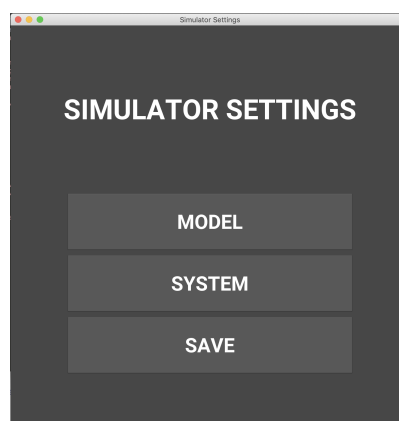 Simulator Settings
SIMULATOR SETTINGS
MODEL
SYSTEM
SAVE